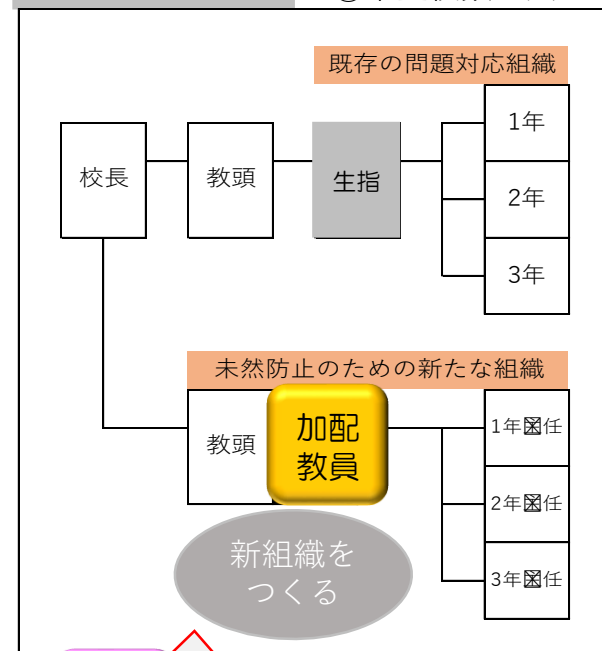 既存の問題対応組織
校長
教頭
生指
1年
2年
3年
未然防止のための新たな組織
教頭
加配
教員
1年
任
2年
任
3年
任
新組織を
つくる